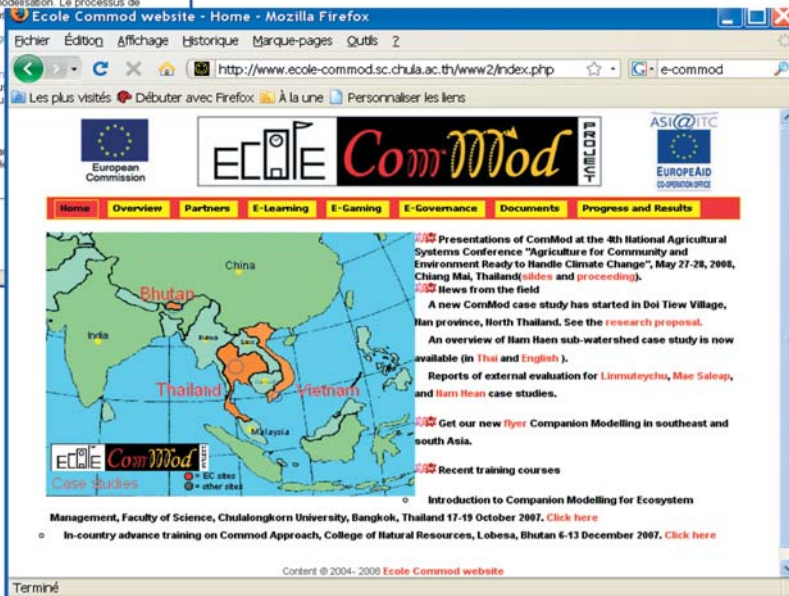 modélisation. Le processus de
Ecole Commod website - Home - Mozilla Firefox
Fichier Édition Affichage Historique Marque-pages Outils ?
http://www.ecole-commod.sc.chula.ac.th/www2/index.php
e-commod
Les plus visités Débuter avec Firefox À la une Personnaliser les liens
European
Commission
ECOLE ComMod PROJECT
ASI@ITC
EUROPEAID
CO-OPERATION OFFICE
Home Overview Partners E-Learning E-Gaming E-Governance Documents Progress and Results
China
Bhutan
India
Burma
Laos
Thailand
Vietnam
Malaysia
ECOLE ComMod PROJECT
Case studies
= EC sites
= other sites
Presentations of ComMod at the 4th National Agricultural
Systems Conference "Agriculture for Community and
Environment Ready to Handle Climate Change", May 27-28, 2008,
Chiang Mai, Thailand(sildes and proceeding).
News from the field
A new ComMod case study has started in Doi Tiew Village,
Nan province, North Thailand. See the research proposal.
An overview of Nam Haen sub-watershed case study is now
available (in Thai and English ).
Reports of external evaluation for Linmuteychu, Mae Salaep,
and Nam Hean case studies.
Get our new flyer Companion Modelling in southeast and
south Asia.
Recent training courses
Introduction to Companion Modelling for Ecosystem
Management, Faculty of Science, Chulalongkorn University, Bangkok, Thailand 17-19 October 2007. Click here
In-country advance training on Commod Approach, College of Natural Resources, Lobesa, Bhutan 6-13 December 2007. Click here
Content © 2004- 2008 Ecole Commod website
Terminé